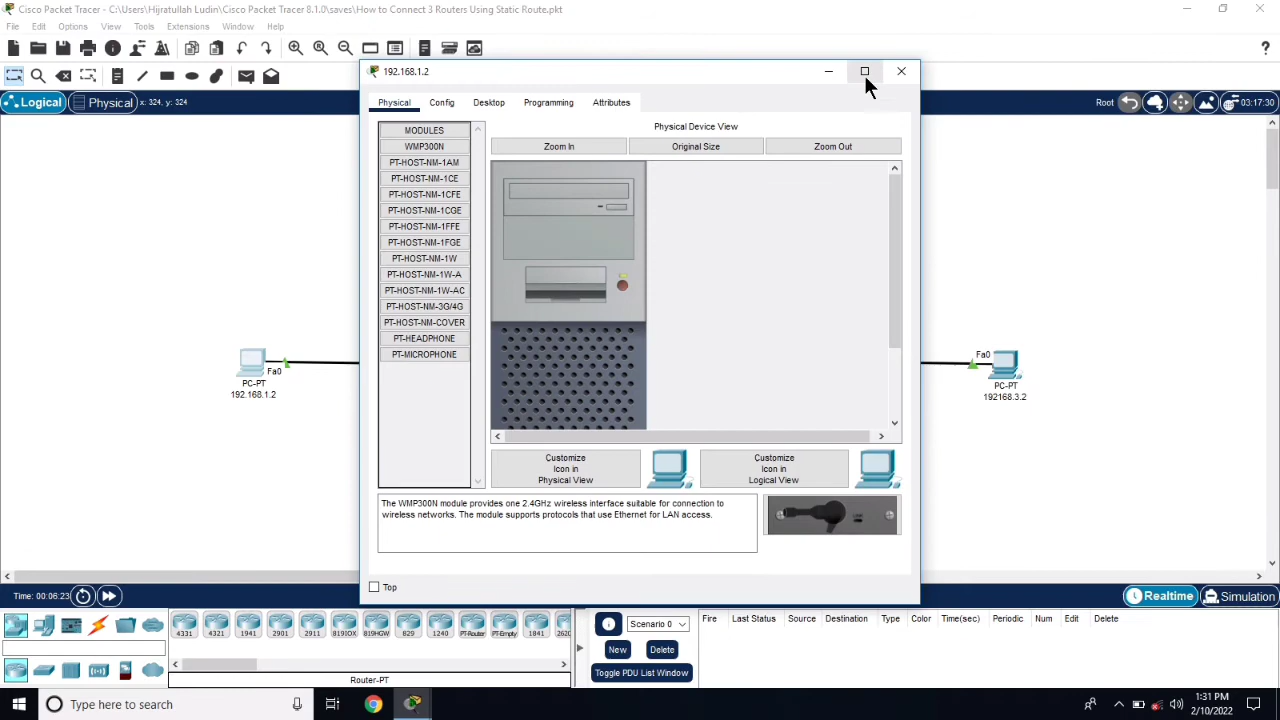 Cisco Packet Tracer - C:\Users\Hijratullah Ludin\Cisco Packet Tracer 8.1.0\saves\How to Connect 3 Routers Using Static Route.pkt
File Edit Options View Tools Extensions Window Help
192.168.1.2
Logical Physical x: 324, y: 324
Root 03:17:30
Physical Config Desktop Programming Attributes
MODULES
WMP300N
PT-HOST-NM-1AM
PT-HOST-NM-1CE
PT-HOST-NM-1CFE
PT-HOST-NM-1CGE
PT-HOST-NM-1FFE
PT-HOST-NM-1FGE
PT-HOST-NM-1W
PT-HOST-NM-1W-A
PT-HOST-NM-1W-AC
PT-HOST-NM-3G/4G
PT-HOST-NM-COVER
PT-HEADPHONE
PT-MICROPHONE
Physical Device View
Zoom In Original Size Zoom Out
Fa0
PC-PT
192.168.1.2
Fa0
PC-PT
192168.3.2
Customize
Icon in
Physical View
Customize
Icon in
Logical View
The WMP300N module provides one 2.4GHz wireless interface suitable for connection to
wireless networks. The module supports protocols that use Ethernet for LAN access.
Top
Time: 00:06:23
Realtime Simulation
4331 4321 1941 2901 2911 819IOX 819HGW 829 1240 PT-Router PT-Empty 1841 2620
Router-PT
Scenario 0
New Delete
Toggle PDU List Window
Fire Last Status Source Destination Type Color Time(sec) Periodic Num Edit Delete
Type here to search
1:31 PM
2/10/2022